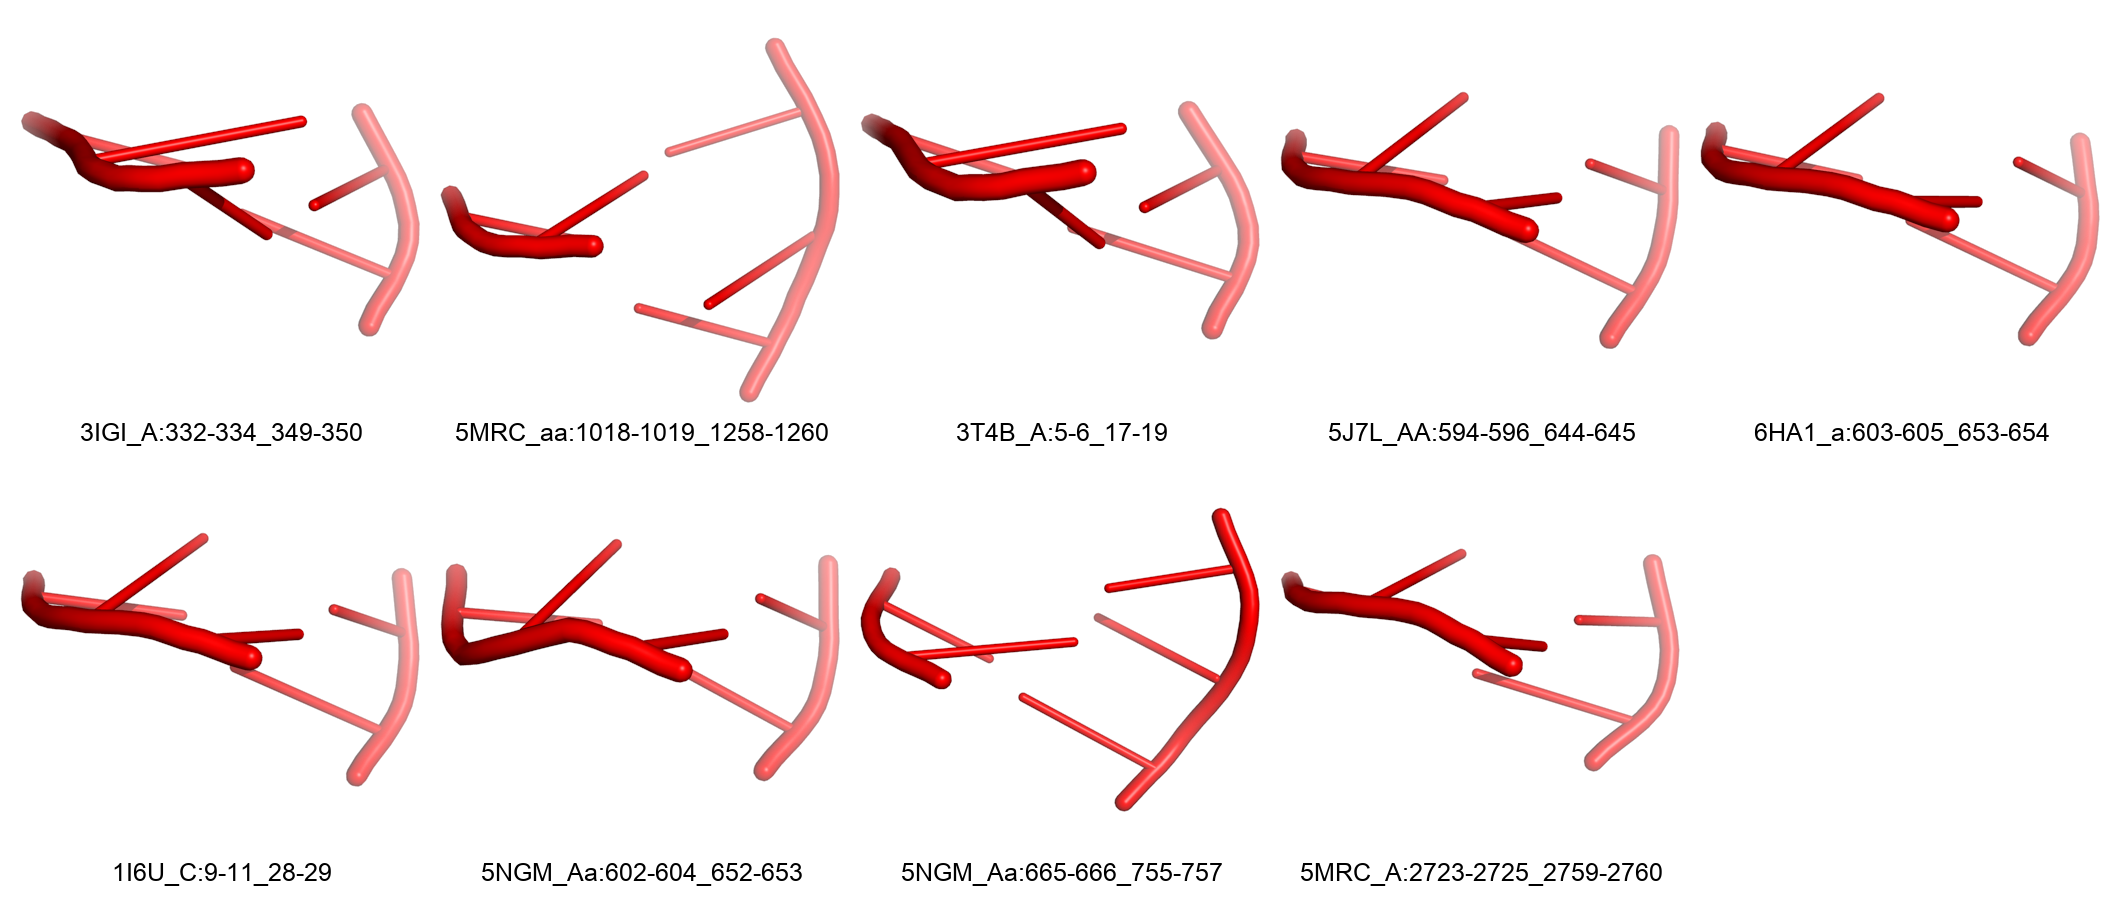 3IGI_A:332-334_349-350
5MRC_aa:1018-1019_1258-1260
3T4B_A:5-6_17-19
5J7L_AA:594-596_644-645
6HA1_a:603-605_653-654
1I6U_C:9-11_28-29
5NGM_Aa:602-604_652-653
5NGM_Aa:665-666_755-757
5MRC_A:2723-2725_2759-2760